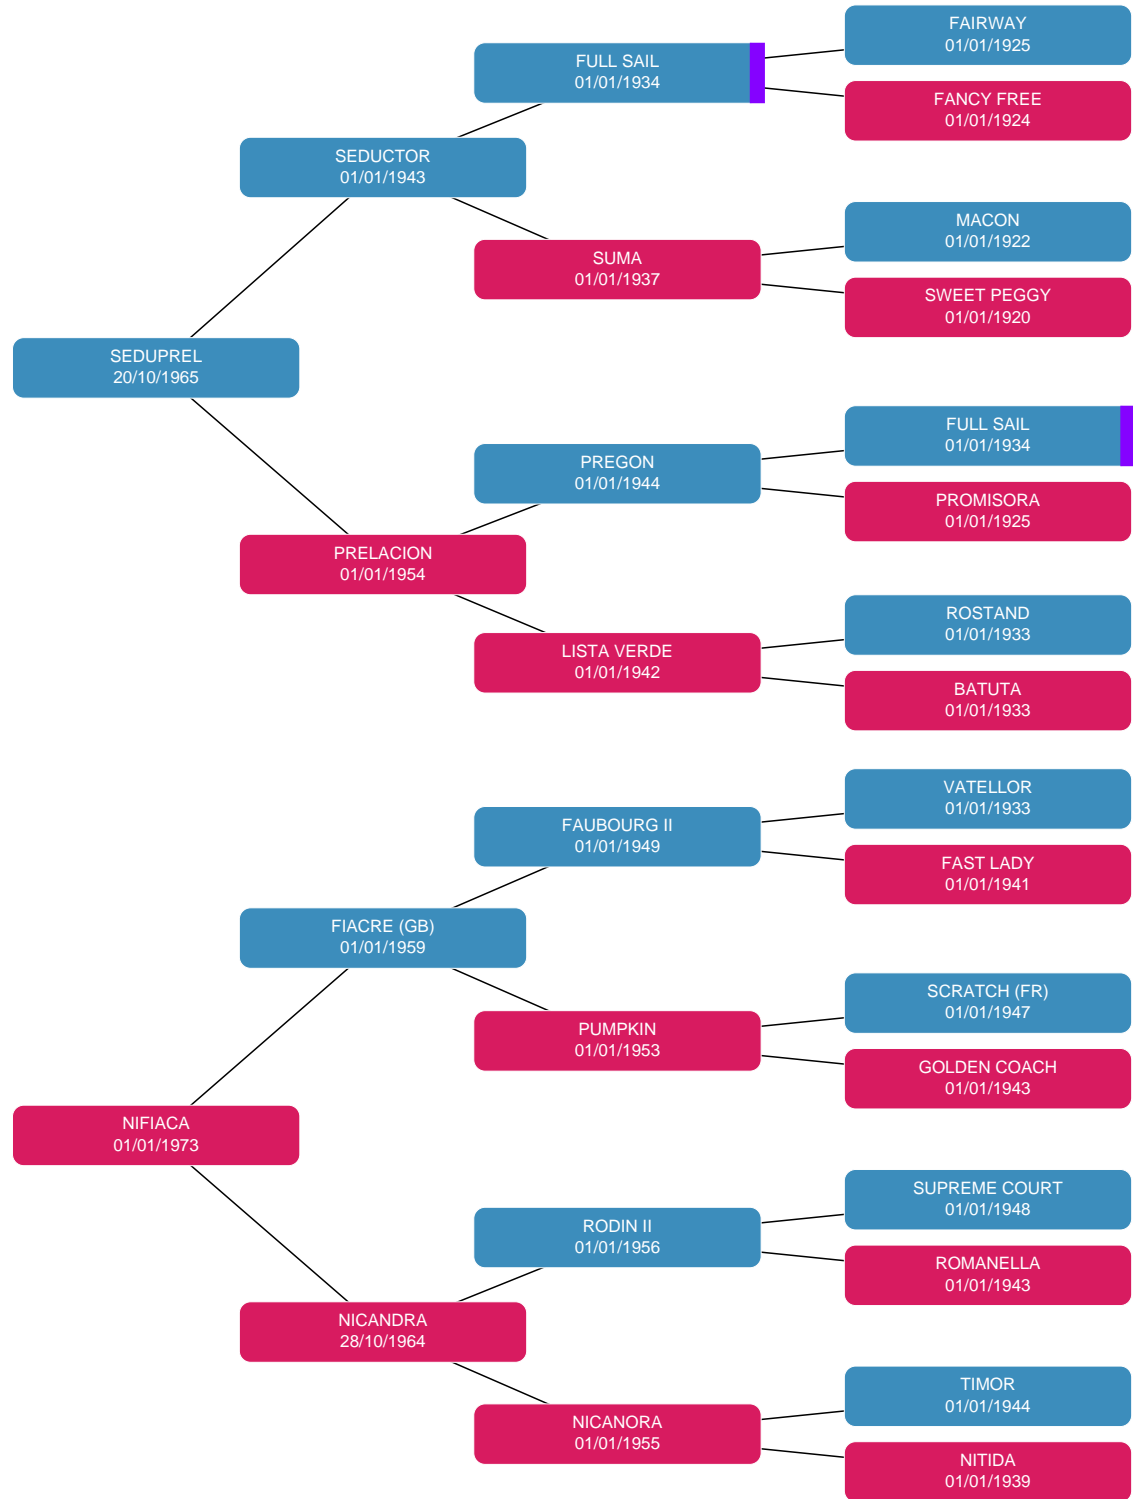 FAIRWAY
01/01/1925
FULL SAIL
01/01/1934
FANCY FREE
01/01/1924
SEDUCTOR
01/01/1943
MACON
01/01/1922
SUMA
01/01/1937
SWEET PEGGY
01/01/1920
SEDUPREL
20/10/1965
FULL SAIL
01/01/1934
PREGON
01/01/1944
PROMISORA
01/01/1925
PRELACION
01/01/1954
ROSTAND
01/01/1933
LISTA VERDE
01/01/1942
BATUTA
01/01/1933
VATELLOR
01/01/1933
FAUBOURG II
01/01/1949
FAST LADY
01/01/1941
FIACRE (GB)
01/01/1959
SCRATCH (FR)
01/01/1947
PUMPKIN
01/01/1953
GOLDEN COACH
01/01/1943
NIFIACA
01/01/1973
SUPREME COURT
01/01/1948
RODIN II
01/01/1956
ROMANELLA
01/01/1943
NICANDRA
28/10/1964
TIMOR
01/01/1944
NICANORA
01/01/1955
NITIDA
01/01/1939